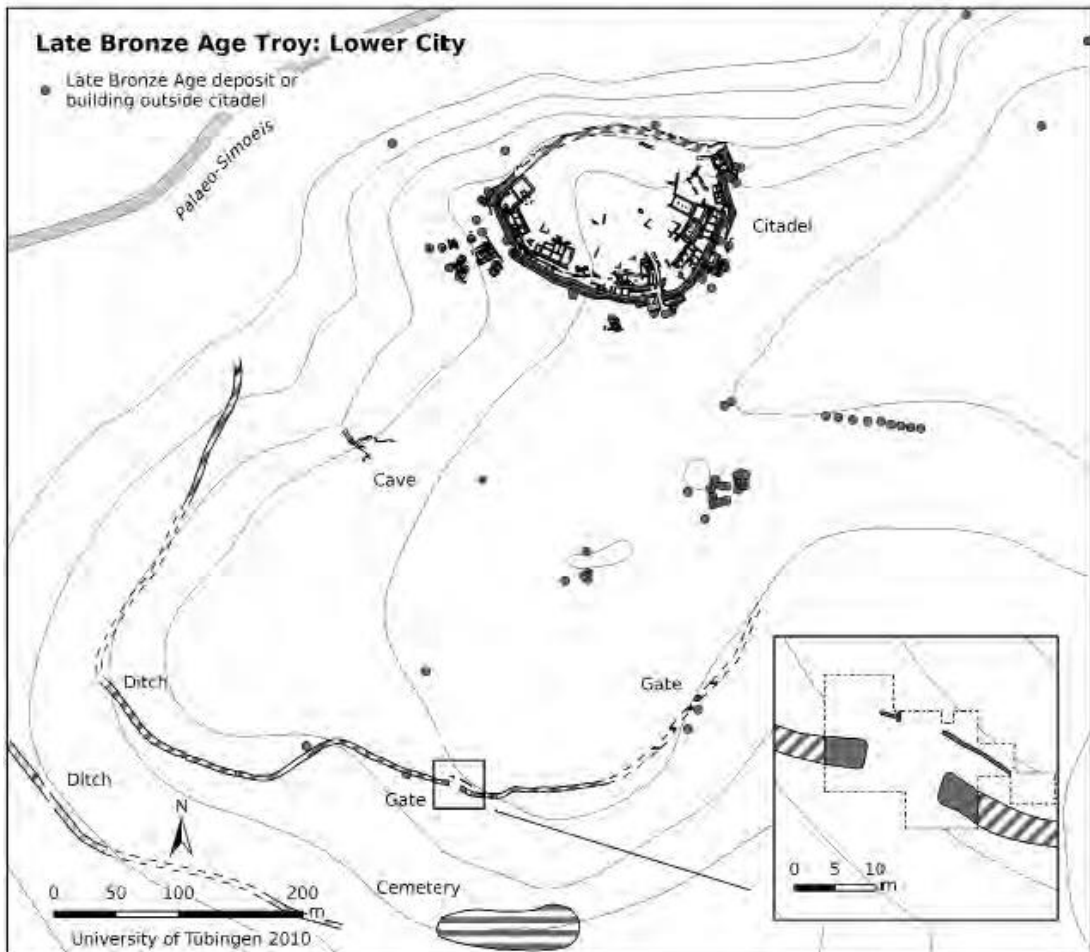 Late Bronze Age Troy: Lower City
Late Bronze Age deposit or
building outside citadel
Palaeo-Simoeis
Citadel
Cave
Ditch
Gate
Ditch
Gate
N
0 50 100 200
m
Cemetery
University of Tübingen 2010
0 5 10
m